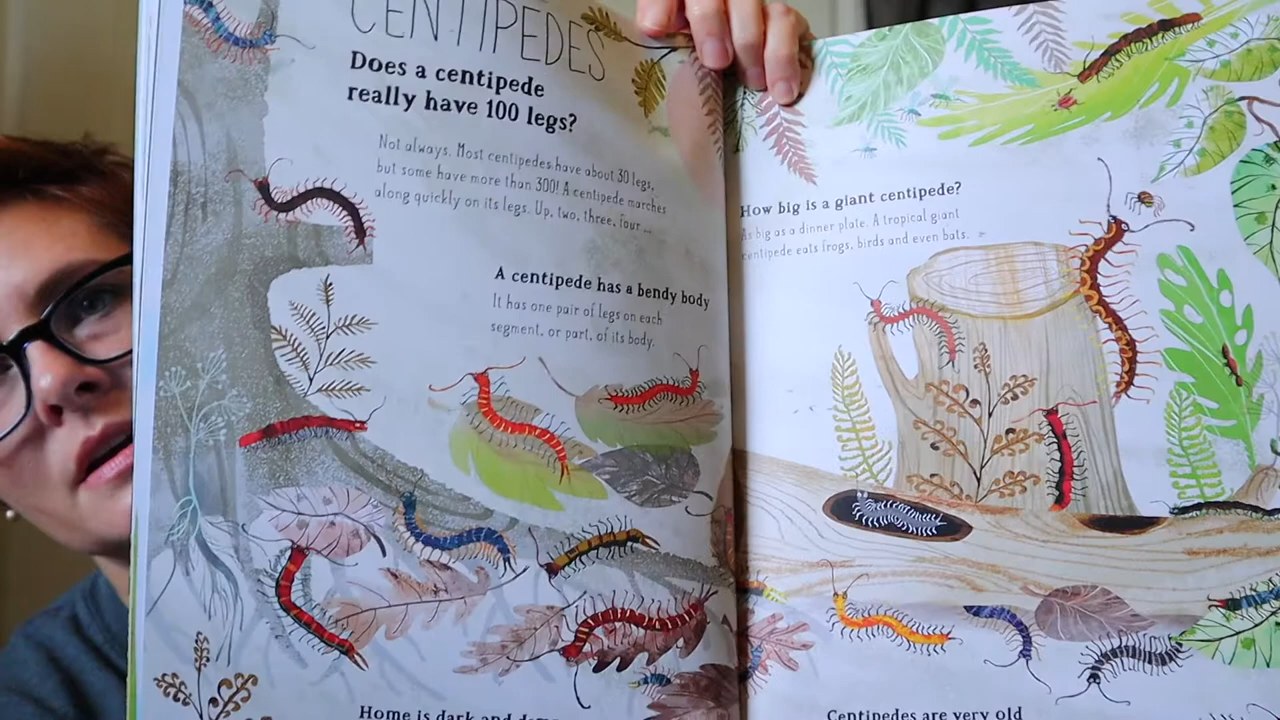 CENTIPEDES
Does a centipede
really have 100 legs?
Not always. Most centipedes have about 30 legs,
but some have more than 300! A centipede marches
along quickly on its legs. Up, two, three, four ...
A centipede has a bendy body
It has one pair of legs on each
segment, or part, of its body.
Home is dark and
How big is a giant centipede?
As big as a dinner plate. A tropical giant
centipede eats frogs, birds and even bats.
Centipedes are very old